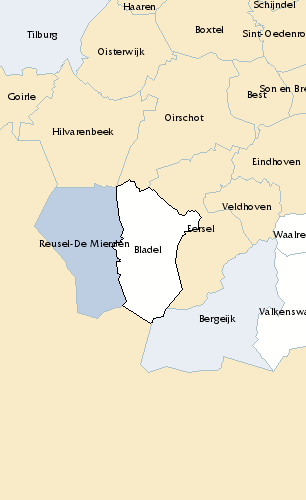 Haaren
Schijndel
Tilburg
Boxtel
Sint-Oedenro
Oisterwijk
Goirle
Best
Son en Bre
Oirschot
Hilvarenbeek
Eindhoven
Veldhoven
Eersel
Waalre
Reusel-De Mierden
Bladel
Bergeijk
Valkenswa